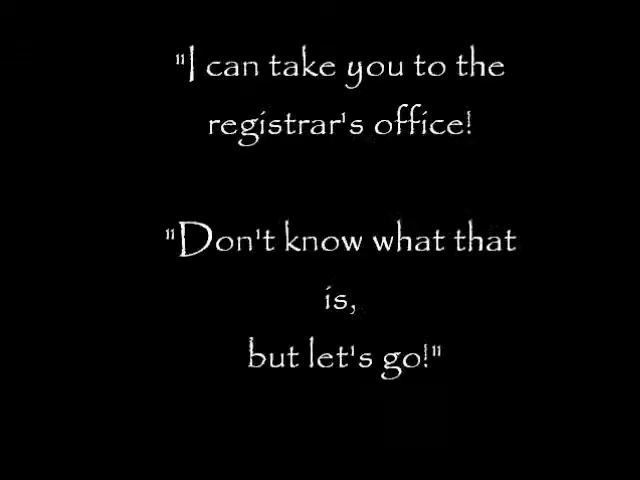 "I can take you to the
registrar's office!
"Don't know what that
is,
but let's go!"